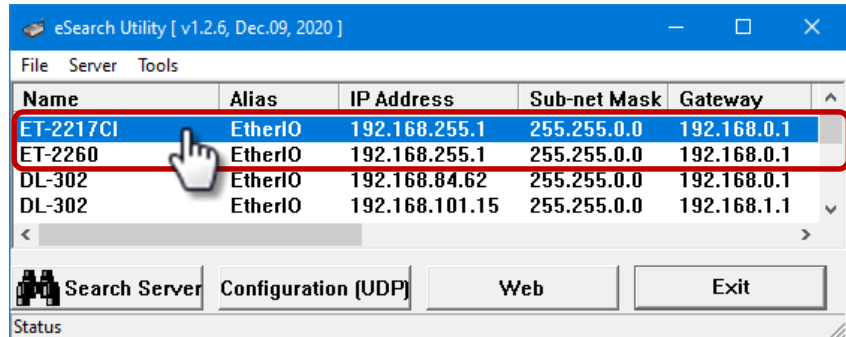 eSearch Utility [ v1.2.6, Dec.09, 2020 ]
File Server Tools
Name Alias IP Address Sub-net Mask Gateway
ET-2217CI EtherIO 192.168.255.1 255.255.0.0 192.168.0.1
ET-2260 EtherIO 192.168.255.1 255.255.0.0 192.168.0.1
DL-302 EtherIO 192.168.84.62 255.255.0.0 192.168.0.1
DL-302 EtherIO 192.168.101.15 255.255.0.0 192.168.1.1
Search Server Configuration (UDP) Web Exit
Status